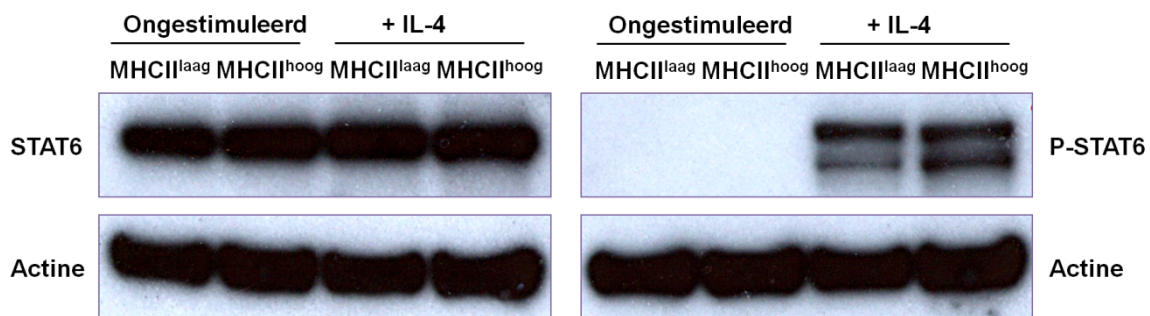 Ongestimuleerd + IL-4 Ongestimuleerd + IL-4
MHCIIlaag MHCIIhoog MHCIIlaag MHCIIhoog MHCIIlaag MHCIIhoog MHCIIlaag MHCIIhoog
STAT6 P-STAT6
Actine Actine